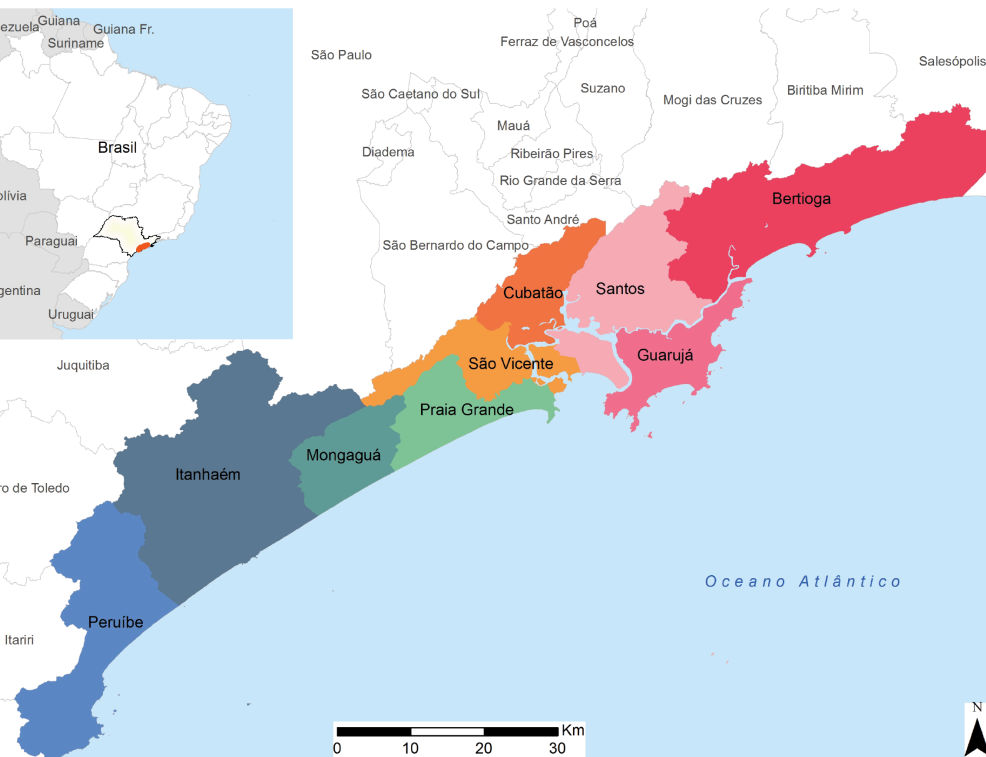 Guiana
ezuela
Guiana Fr.
Suriname
Brasil
olívia
Paraguai
gentina
Uruguai
Poá
Ferraz de Vasconcelos
São Paulo
Salesópolis
Suzano
Biritiba Mirim
São Caetano do Sul
Mogi das Cruzes
Mauá
Diadema
Ribeirão Pires
Rio Grande da Serra
Bertioga
Santo André
São Bernardo do Campo
Cubatão
Santos
Guarujá
São Vicente
Juquitiba
Praia Grande
Mongaguá
Itanhaém
ro de Toledo
Oceano Atlântico
Peruíbe
Itariri
N
Km
0 10 20 30